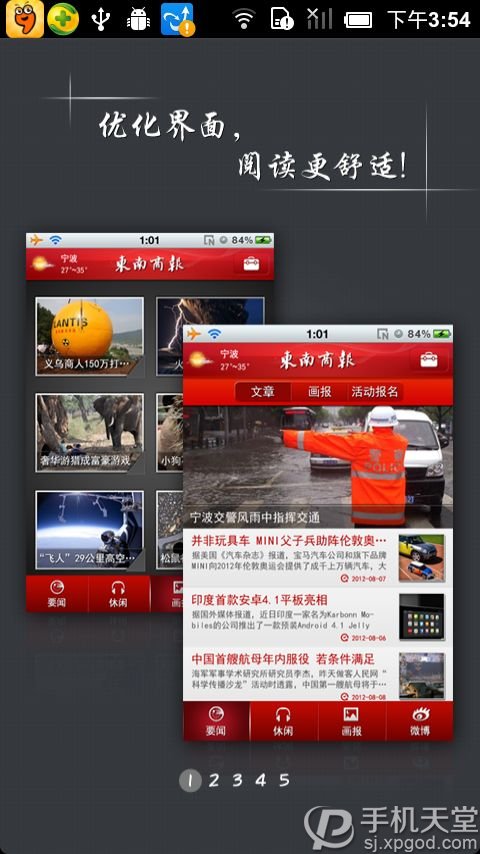 下午3:54
优化界面，
阅读更舒适！
1:01
84%
宁波
27°~35°
東南商報
LANTIS
义乌商人150万打…
火
奢华游猎成富豪游戏
小狗
“飞人”29公里高空…
松鼠
要闻
休闲
画报
1:01
84%
宁波
27°~35°
東南商報
文章
画报
活动报名
POLICE
宁波交警风雨中指挥交通
并非玩具车 MINI父子兵助阵伦敦奥…
据美国《汽车杂志》报道，宝马汽车公司和旗下品牌
MINI向2012年伦敦奥运会提供了成千上万辆汽车，大
2012-08-07
印度首款安卓4.1平板亮相
据国外媒体报道，近日印度一家名为Karbonn Mo-
biles的公司推出了一款预装Android 4.1 Jelly
2012-08-06
中国首艘航母年内服役 若条件满足
海军军事学术研究所研究员李杰，昨天做客人民网“
科学传播沙龙”活动时透露，中国第一艘航母将于…
2012-08-05
要闻
休闲
画报
微博
1 2 3 4 5
手机天堂
sj.xpgod.com